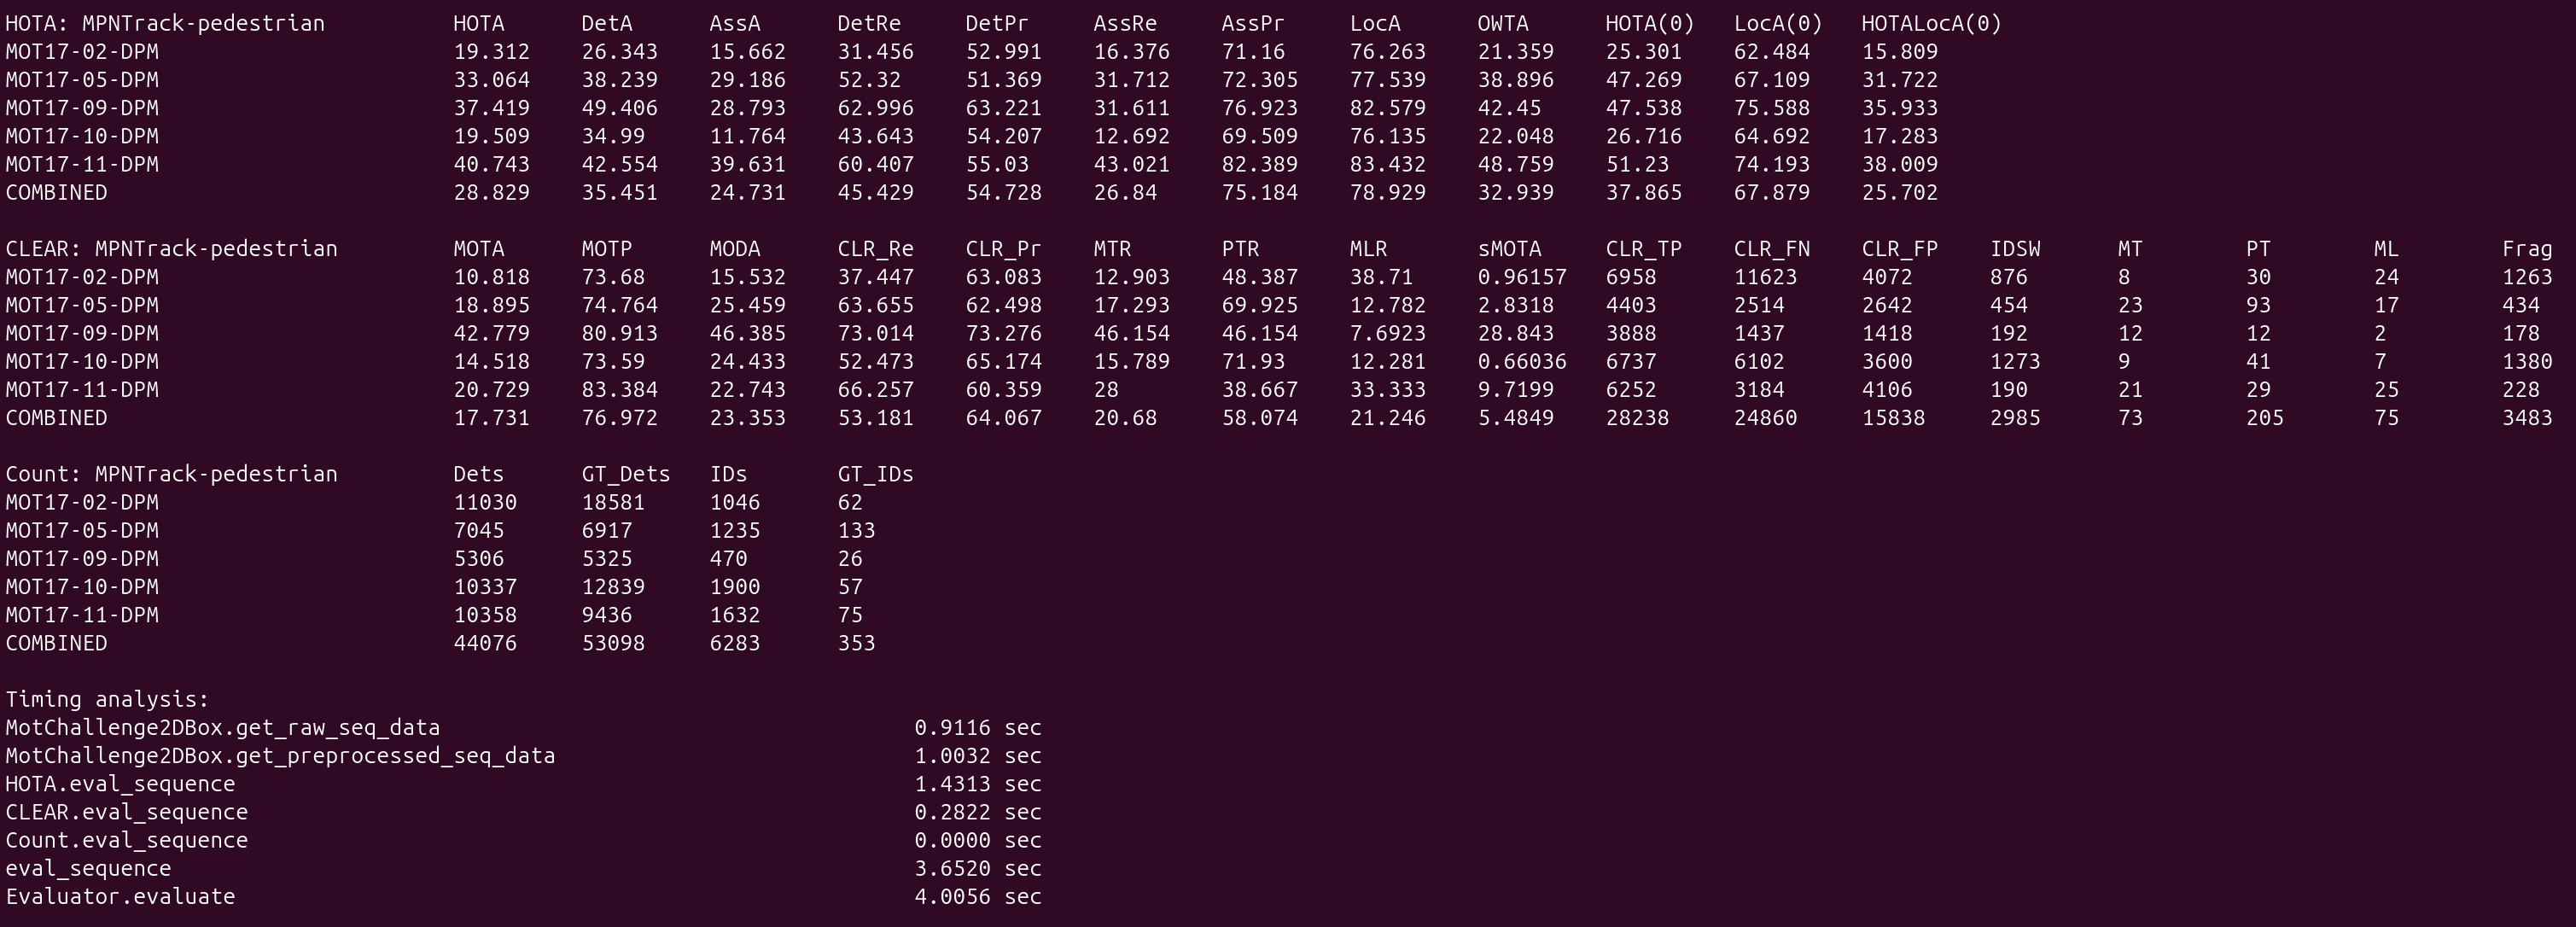 HOTA: MPNTrack-pedestrian HOTA DetA AssA DetRe DetPr AssRe AssPr LocA OWTA HOTA(0) LocA(0) HOTALocA(0)
MOT17-02-DPM 19.312 26.343 15.662 31.456 52.991 16.376 71.16 76.263 21.359 25.301 62.484 15.809
MOT17-05-DPM 33.064 38.239 29.186 52.32 51.369 31.712 72.305 77.539 38.896 47.269 67.109 31.722
MOT17-09-DPM 37.419 49.406 28.793 62.996 63.221 31.611 76.923 82.579 42.45 47.538 75.588 35.933
MOT17-10-DPM 19.509 34.99 11.764 43.643 54.207 12.692 69.509 76.135 22.048 26.716 64.692 17.283
MOT17-11-DPM 40.743 42.554 39.631 60.407 55.03 43.021 82.389 83.432 48.759 51.23 74.193 38.009
COMBINED 28.829 35.451 24.731 45.429 54.728 26.84 75.184 78.929 32.939 37.865 67.879 25.702
CLEAR: MPNTrack-pedestrian MOTA MOTP MODA CLR_Re CLR_Pr MTR PTR MLR sMOTA CLR_TP CLR_FN CLR_FP IDSW MT PT ML Frag
MOT17-02-DPM 10.818 73.68 15.532 37.447 63.083 12.903 48.387 38.71 0.96157 6958 11623 4072 876 8 30 24 1263
MOT17-05-DPM 18.895 74.764 25.459 63.655 62.498 17.293 69.925 12.782 2.8318 4403 2514 2642 454 23 93 17 434
MOT17-09-DPM 42.779 80.913 46.385 73.014 73.276 46.154 46.154 7.6923 28.843 3888 1437 1418 192 12 12 2 178
MOT17-10-DPM 14.518 73.59 24.433 52.473 65.174 15.789 71.93 12.281 0.66036 6737 6102 3600 1273 9 41 7 1380
MOT17-11-DPM 20.729 83.384 22.743 66.257 60.359 28 38.667 33.333 9.7199 6252 3184 4106 190 21 29 25 228
COMBINED 17.731 76.972 23.353 53.181 64.067 20.68 58.074 21.246 5.4849 28238 24860 15838 2985 73 205 75 3483
Count: MPNTrack-pedestrian Dets GT_Dets IDs GT_IDs
MOT17-02-DPM 11030 18581 1046 62
MOT17-05-DPM 7045 6917 1235 133
MOT17-09-DPM 5306 5325 470 26
MOT17-10-DPM 10337 12839 1900 57
MOT17-11-DPM 10358 9436 1632 75
COMBINED 44076 53098 6283 353
Timing analysis:
MotChallenge2DBox.get_raw_seq_data 0.9116 sec
MotChallenge2DBox.get_preprocessed_seq_data 1.0032 sec
HOTA.eval_sequence 1.4313 sec
CLEAR.eval_sequence 0.2822 sec
Count.eval_sequence 0.0000 sec
eval_sequence 3.6520 sec
Evaluator.evaluate 4.0056 sec